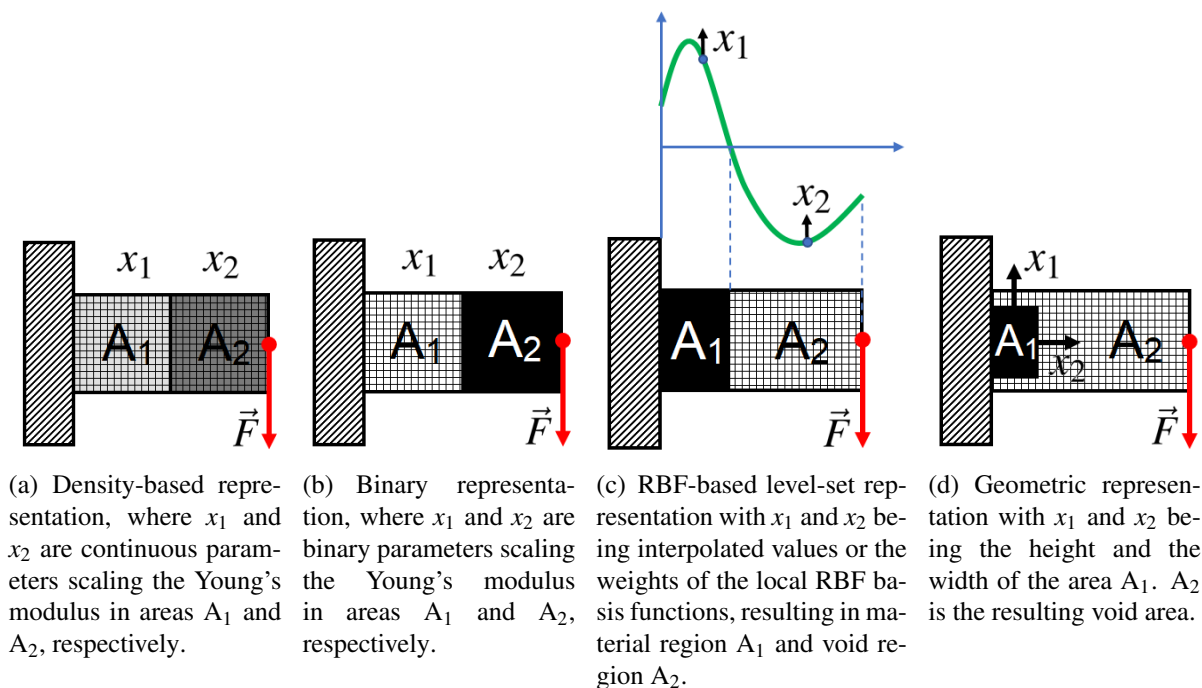 x₁
x₂
x₁ x₂
A₁ A₂
F⃗
x₁ x₂
A₁ A₂
F⃗
A₁ A₂
F⃗
x₁
A₁ A₂
x₂
F⃗
(a) Density-based repre-
sentation, where x₁ and
x₂ are continuous param-
eters scaling the Young's
modulus in areas A₁ and
A₂, respectively.
(b) Binary representa-
tion, where x₁ and x₂ are
binary parameters scaling
the Young's modulus
in areas A₁ and A₂,
respectively.
(c) RBF-based level-set rep-
resentation with x₁ and x₂ be-
ing interpolated values or the
weights of the local RBF ba-
sis functions, resulting in ma-
terial region A₁ and void re-
gion A₂.
(d) Geometric represen-
tation with x₁ and x₂ be-
ing the height and the
width of the area A₁. A₂
is the resulting void area.